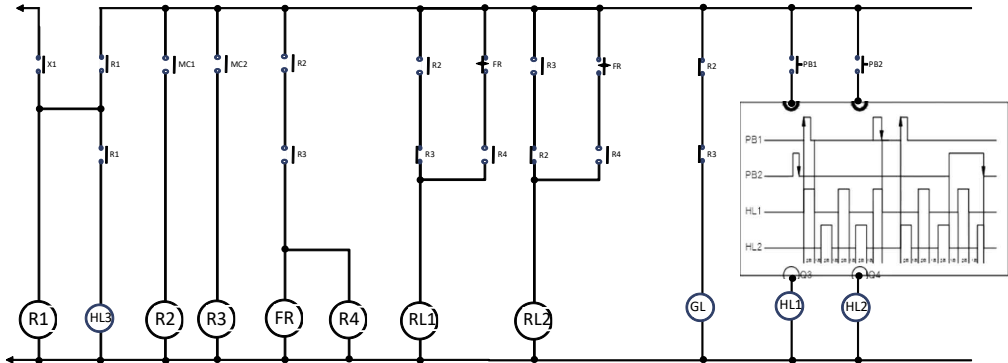 X1 R1 MC1 MC2 R2 R2 FR R3 FR R2 PB1 PB2
R1 R3 R3 R4 R2 R4 R3
PB1
PB2
HL1
HL2
Q3 Q4
R1 HL3 R2 R3 FR R4 RL1 RL2 GL HL1 HL2